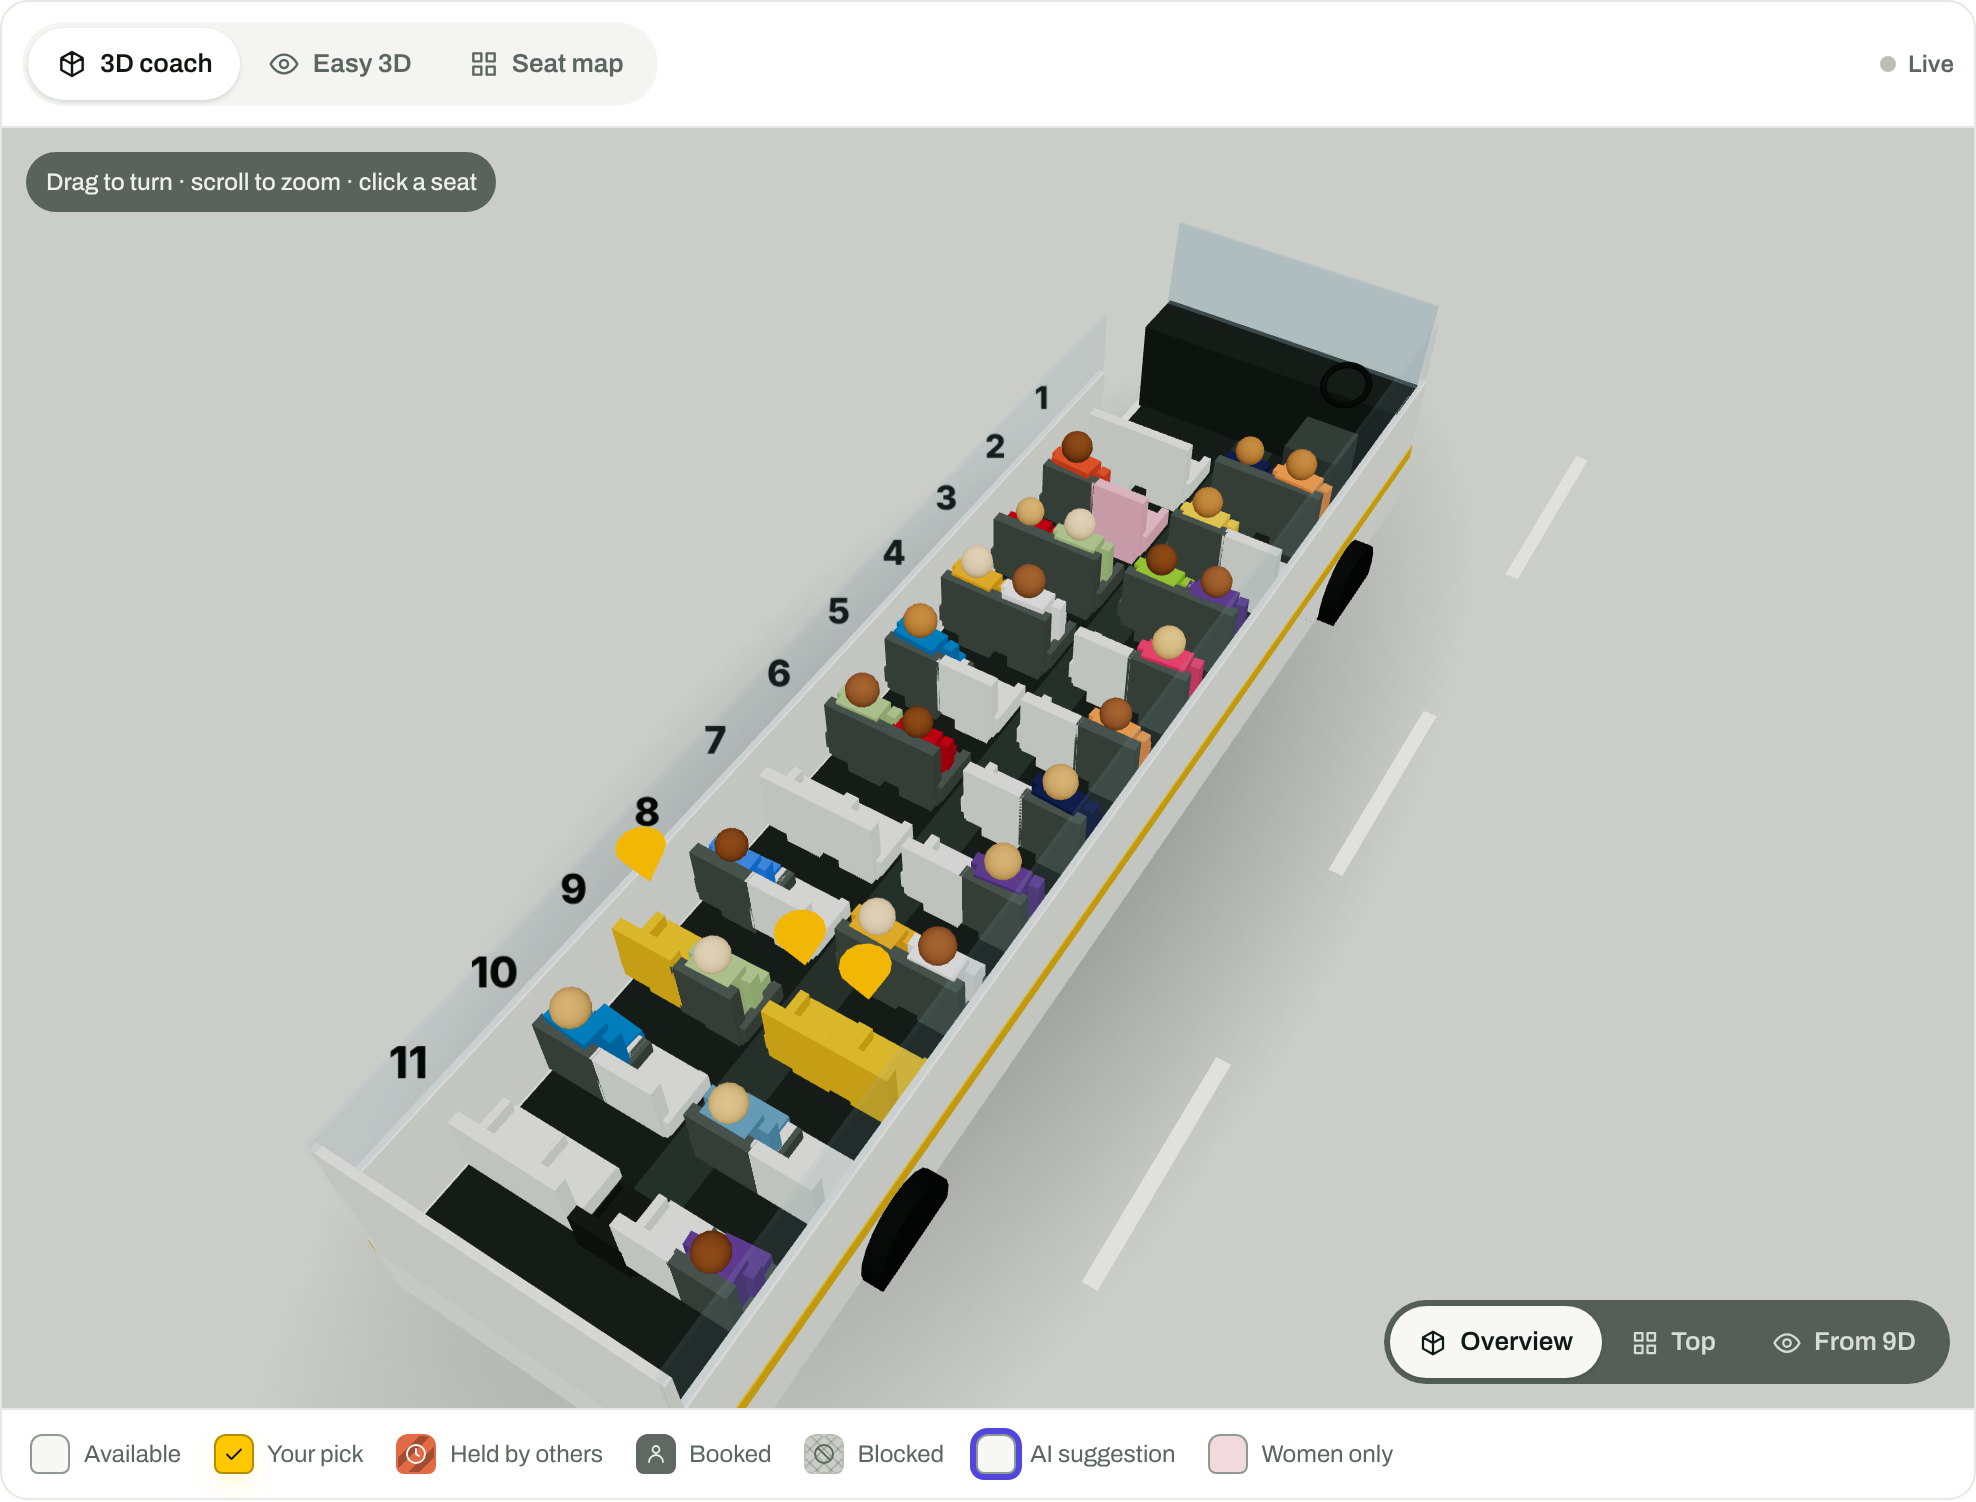 3D coach
Easy 3D
Seat map
Live
Drag to turn · scroll to zoom · click a seat
1
2
3
4
5
6
7
8
9
10
11
Overview
Top
From 9D
Available
Your pick
Held by others
Booked
Blocked
AI suggestion
Women only